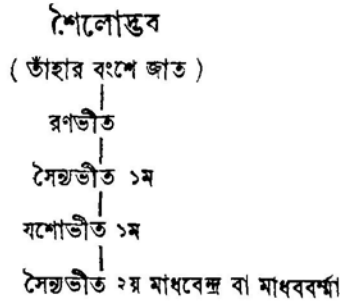 শৈলোদ্ভব
( তাঁহার বংশে জাত )
রণভীত
সৈন্যভীত ১ম
যশোভীত ১ম
সৈন্যভীত ২য় মাধবেন্দ্র বা মাধববর্ম্মা